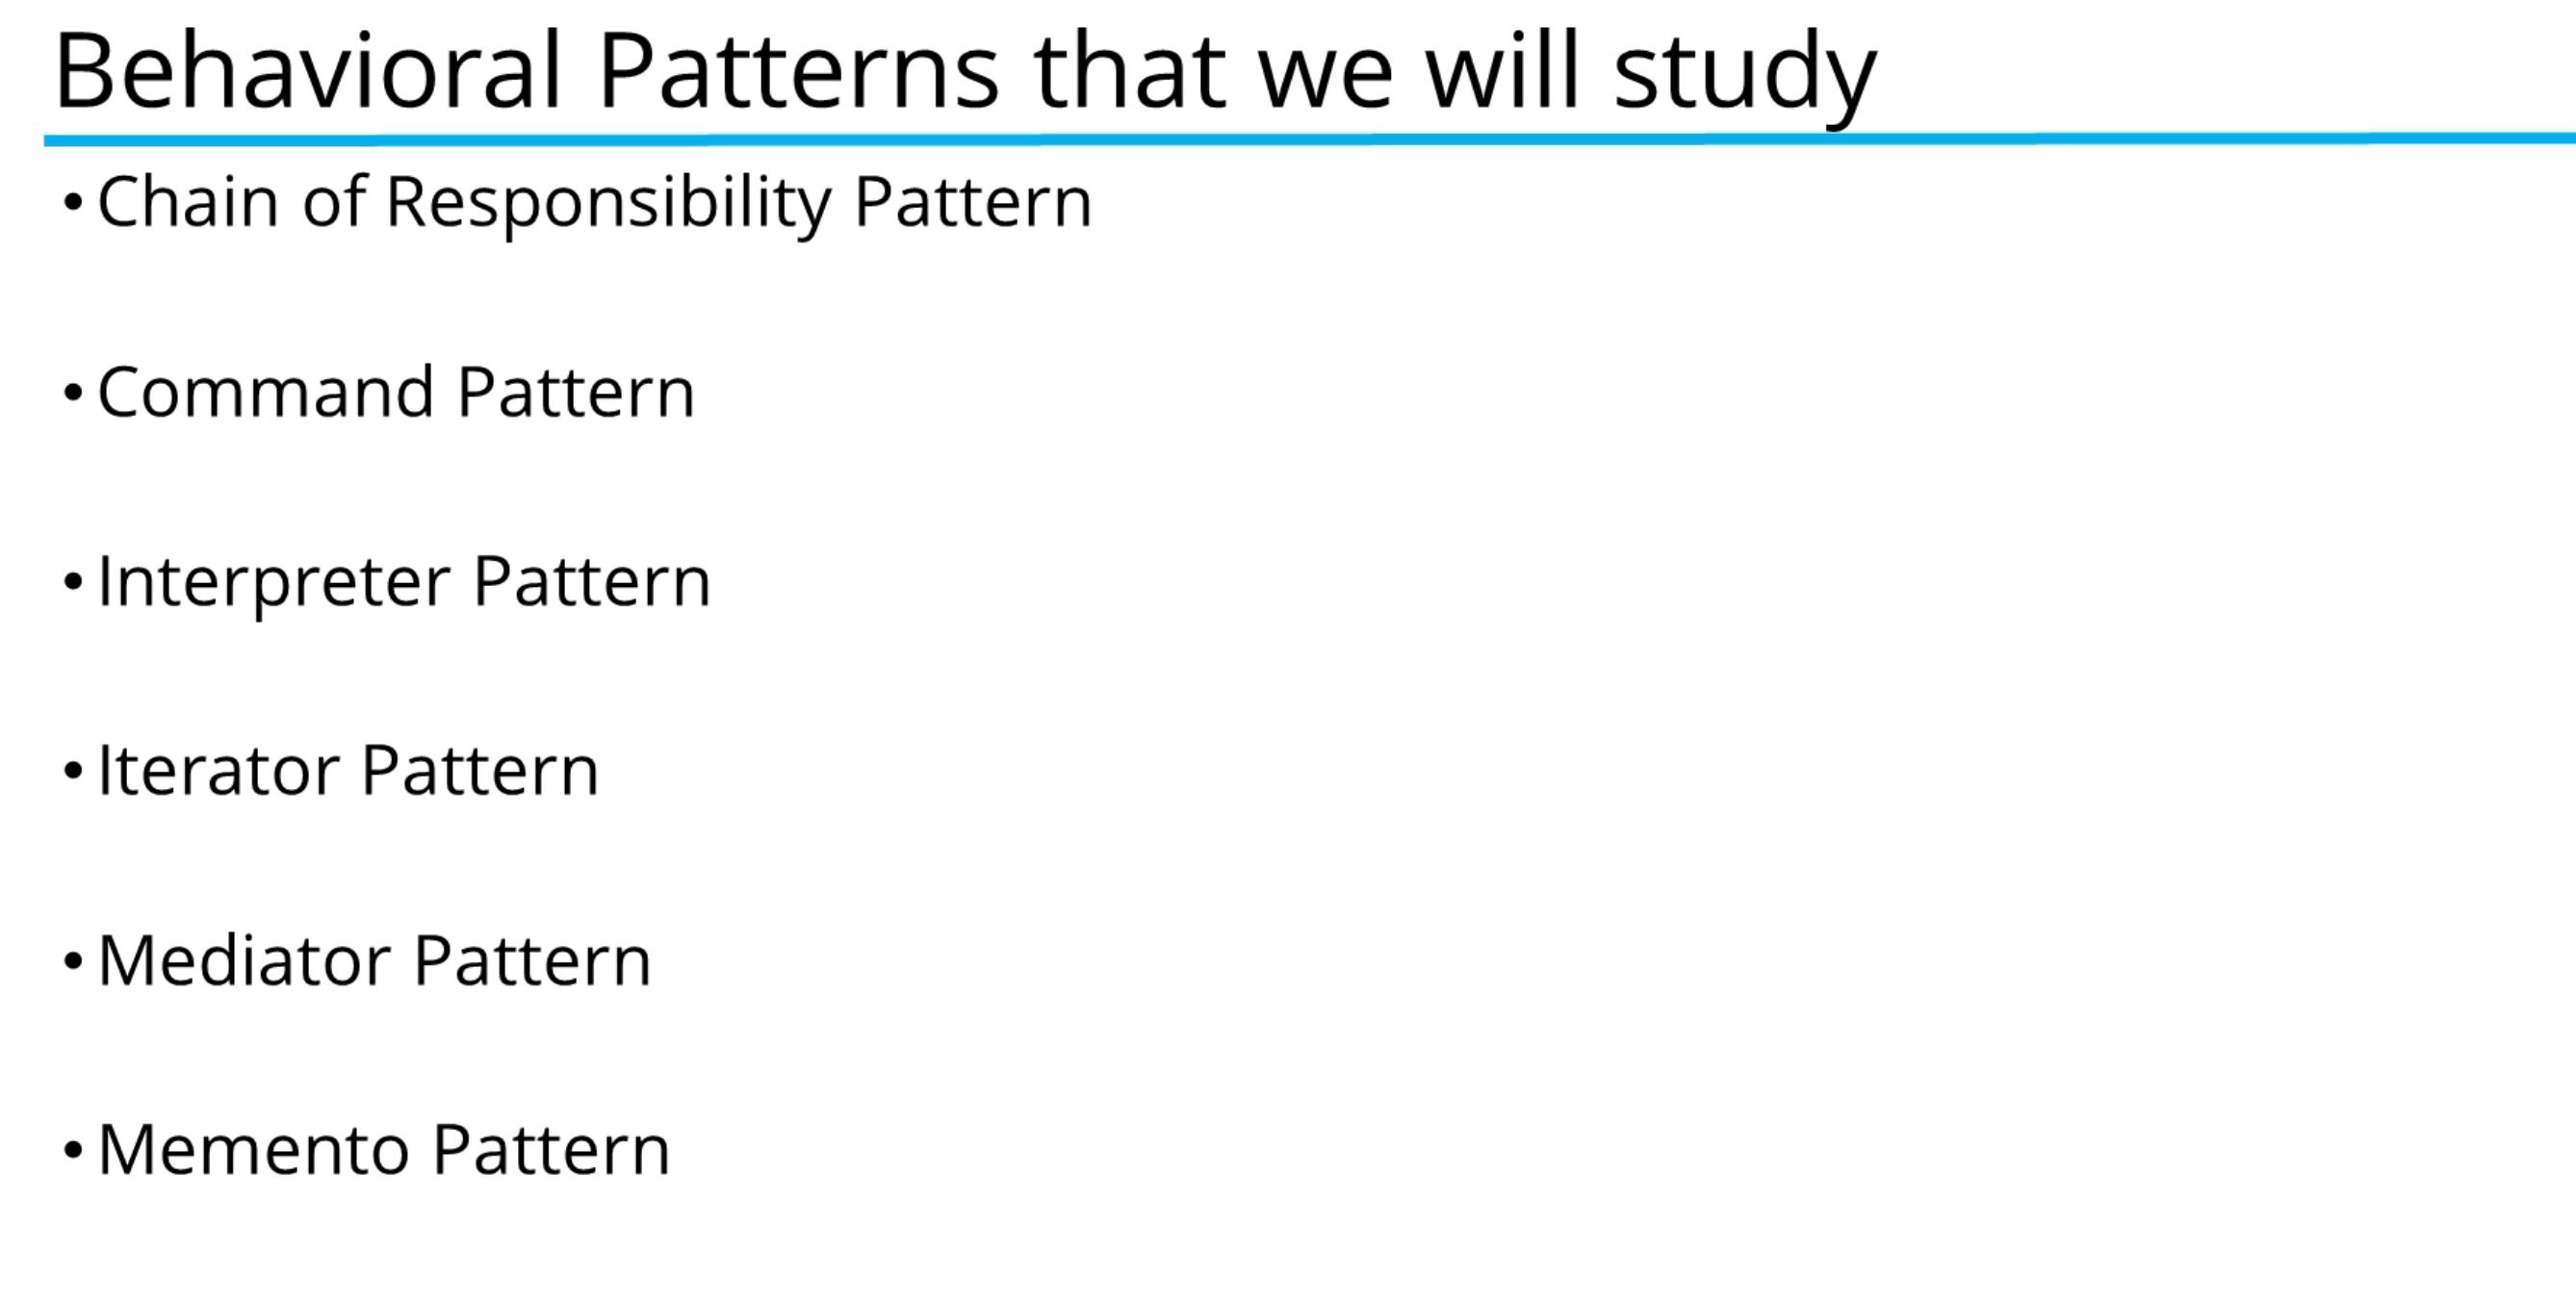 Behavioral Patterns that we will study
• Chain of Responsibility Pattern
• Command Pattern
• Interpreter Pattern
• Iterator Pattern
• Mediator Pattern
• Memento Pattern